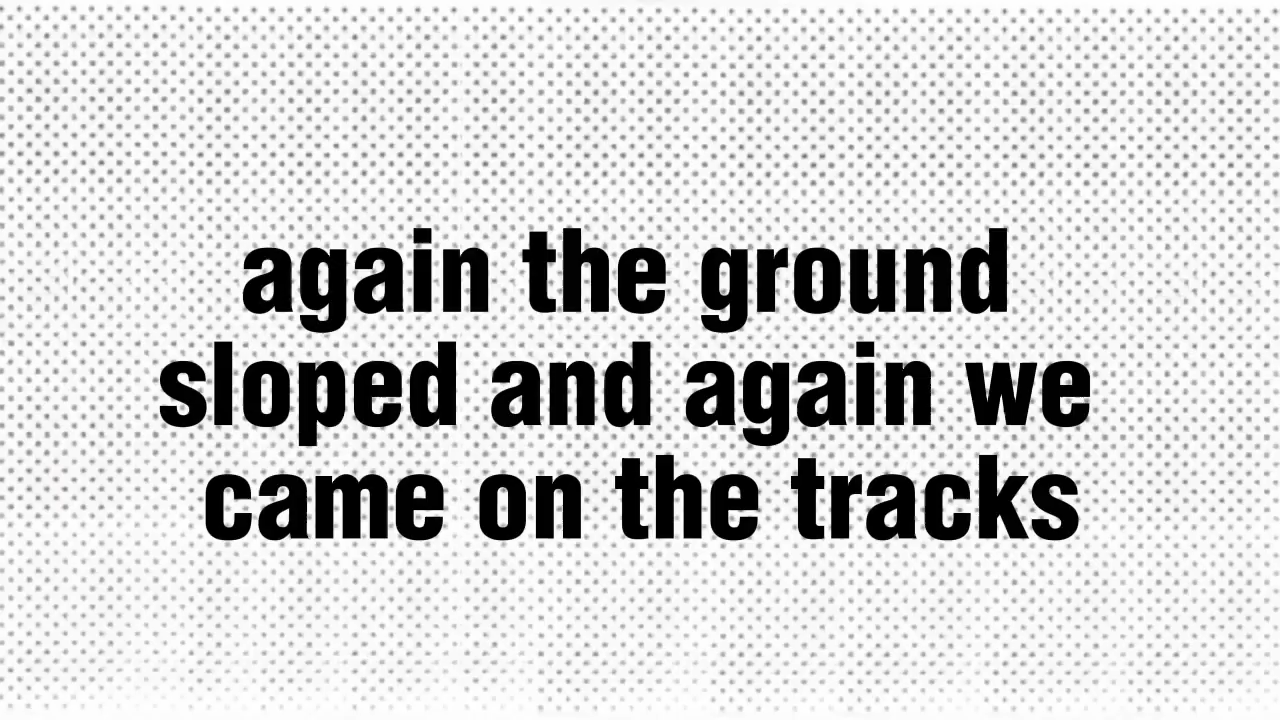 again the ground
sloped and again we
came on the tracks